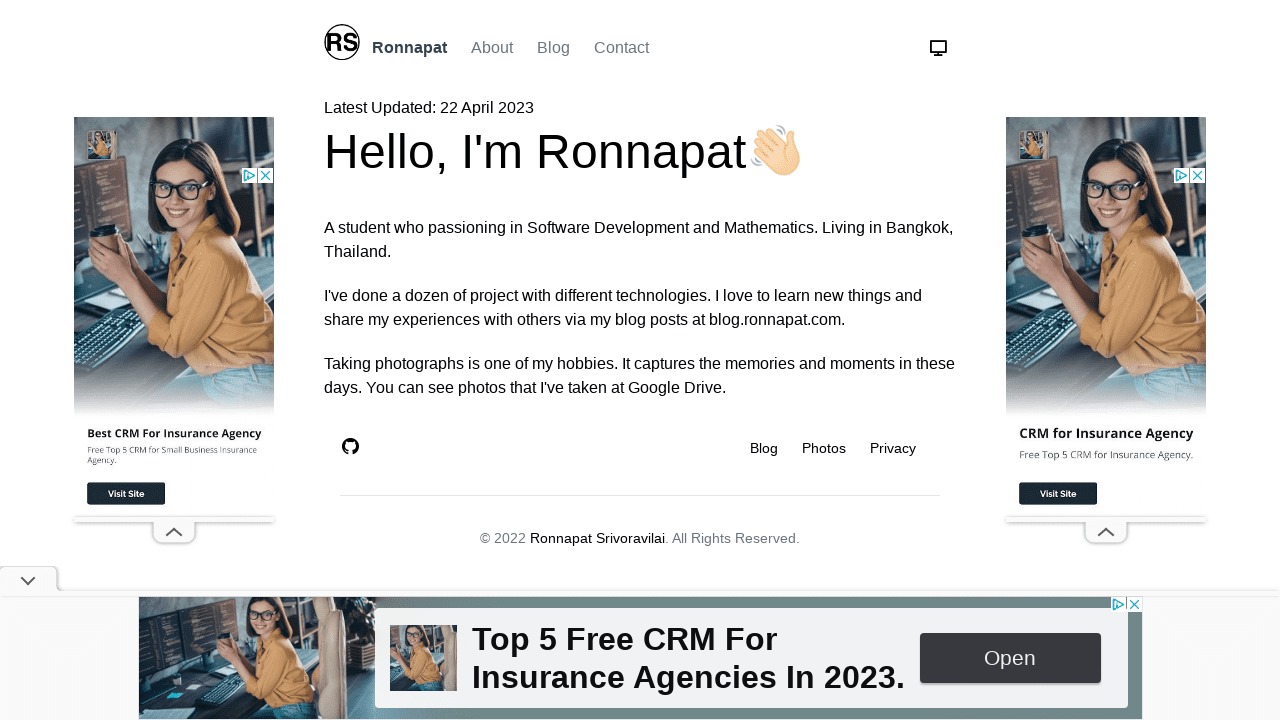 RS
Ronnapat
About
Blog
Contact
Latest Updated: 22 April 2023
Hello, I'm Ronnapat
A student who passioning in Software Development and Mathematics. Living in Bangkok,
Thailand.
I've done a dozen of project with different technologies. I love to learn new things and
share my experiences with others via my blog posts at blog.ronnapat.com.
Taking photographs is one of my hobbies. It captures the memories and moments in these
days. You can see photos that I've taken at Google Drive.
Blog
Photos
Privacy
© 2022 Ronnapat Srivoravilai. All Rights Reserved.
Best CRM For Insurance Agency
Free Top 5 CRM for Small Business Insurance
Agency.
Visit Site
CRM for Insurance Agency
Free Top 5 CRM for Insurance Agency.
Visit Site
Top 5 Free CRM For
Insurance Agencies In 2023.
Open